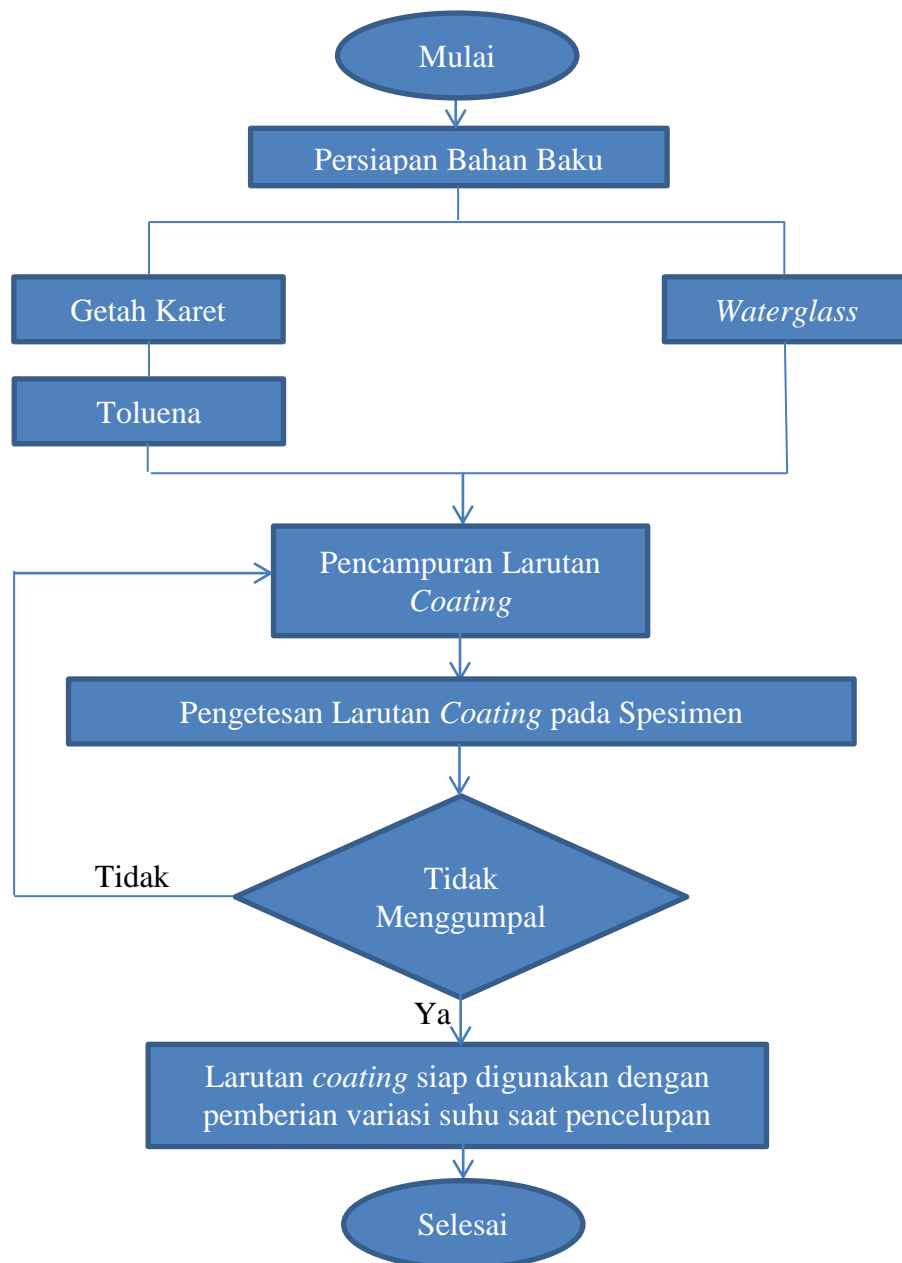 Mulai
Persiapan Bahan Baku
Getah Karet
Waterglass
Toluena
Pencampuran Larutan
Coating
Pengetesan Larutan Coating pada Spesimen
Tidak
Tidak
Menggumpal
Ya
Larutan coating siap digunakan dengan
pemberian variasi suhu saat pencelupan
Selesai